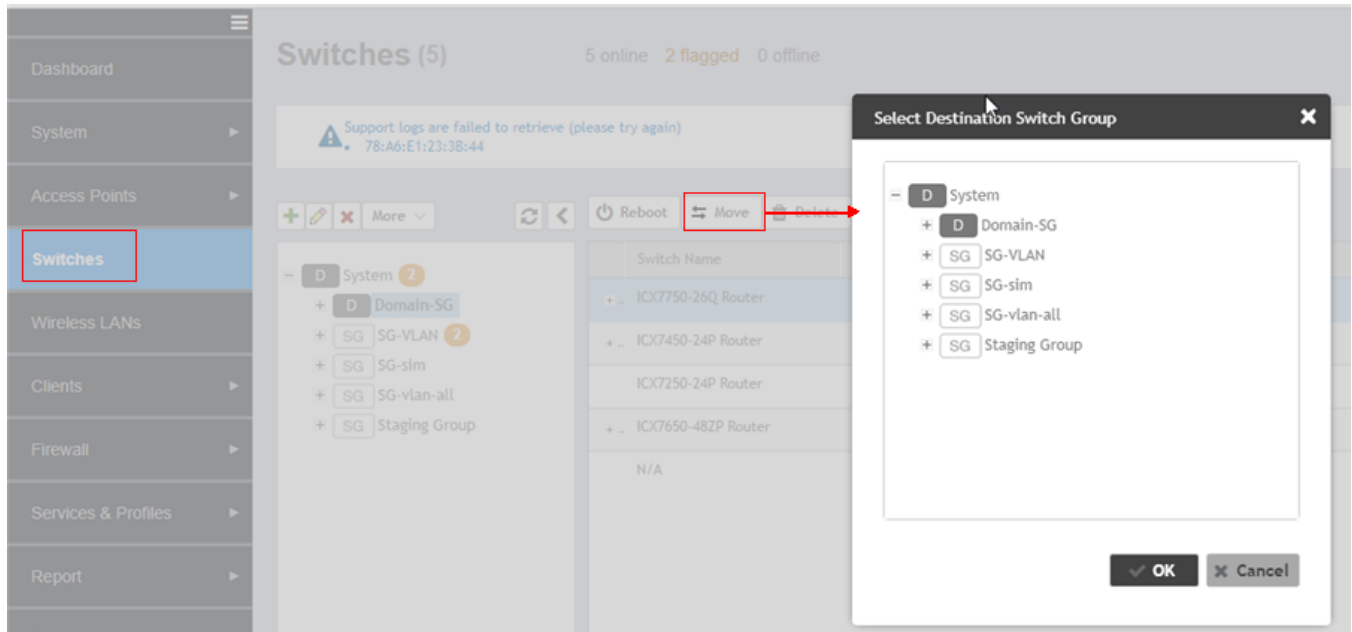 Switches (5) 5 online 2 flagged 0 offline
Dashboard
System
Access Points
Switches
Wireless LANs
Clients
Firewall
Services & Profiles
Report
Support logs are failed to retrieve (please try again)
78:A6:E1:23:3B:44
More
Reboot Move Delete
D System 2
D Domain-SG
SG SG-VLAN 2
SG SG-sim
SG SG-vlan-all
SG Staging Group
Switch Name
ICX7750-26Q Router
ICX7450-24P Router
ICX7250-24P Router
ICX7650-48ZP Router
N/A
Select Destination Switch Group
D System
D Domain-SG
SG SG-VLAN
SG SG-sim
SG SG-vlan-all
SG Staging Group
OK Cancel